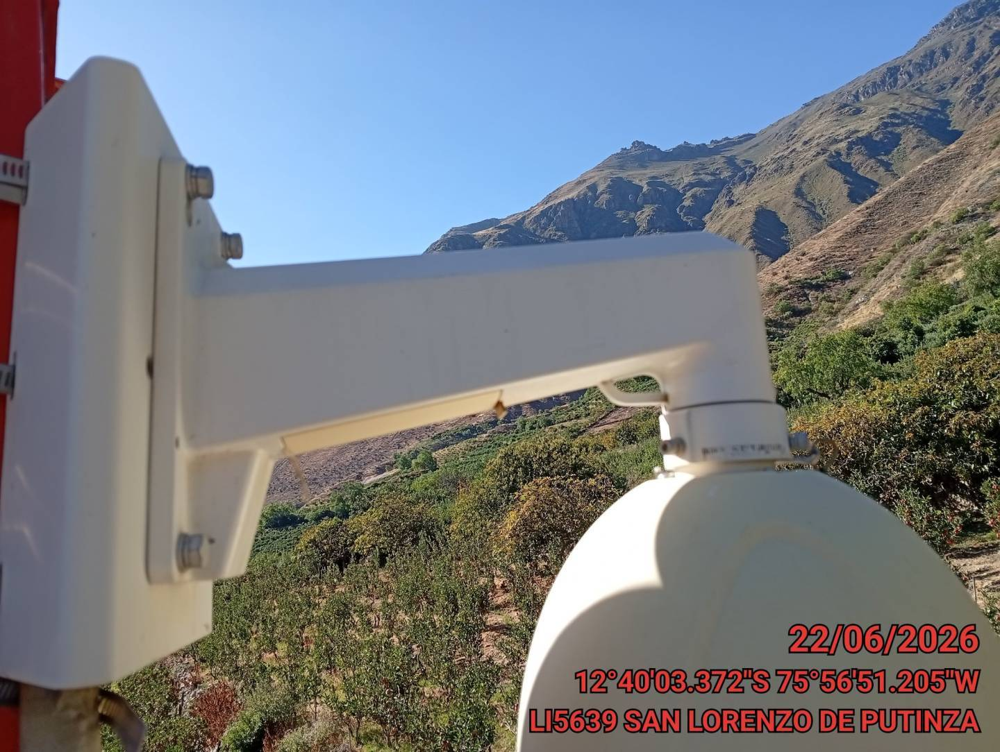 22/06/2026
12°40'03.372"S 75°56'51.205"W
LI5639 SAN LORENZO DE PUTINZA